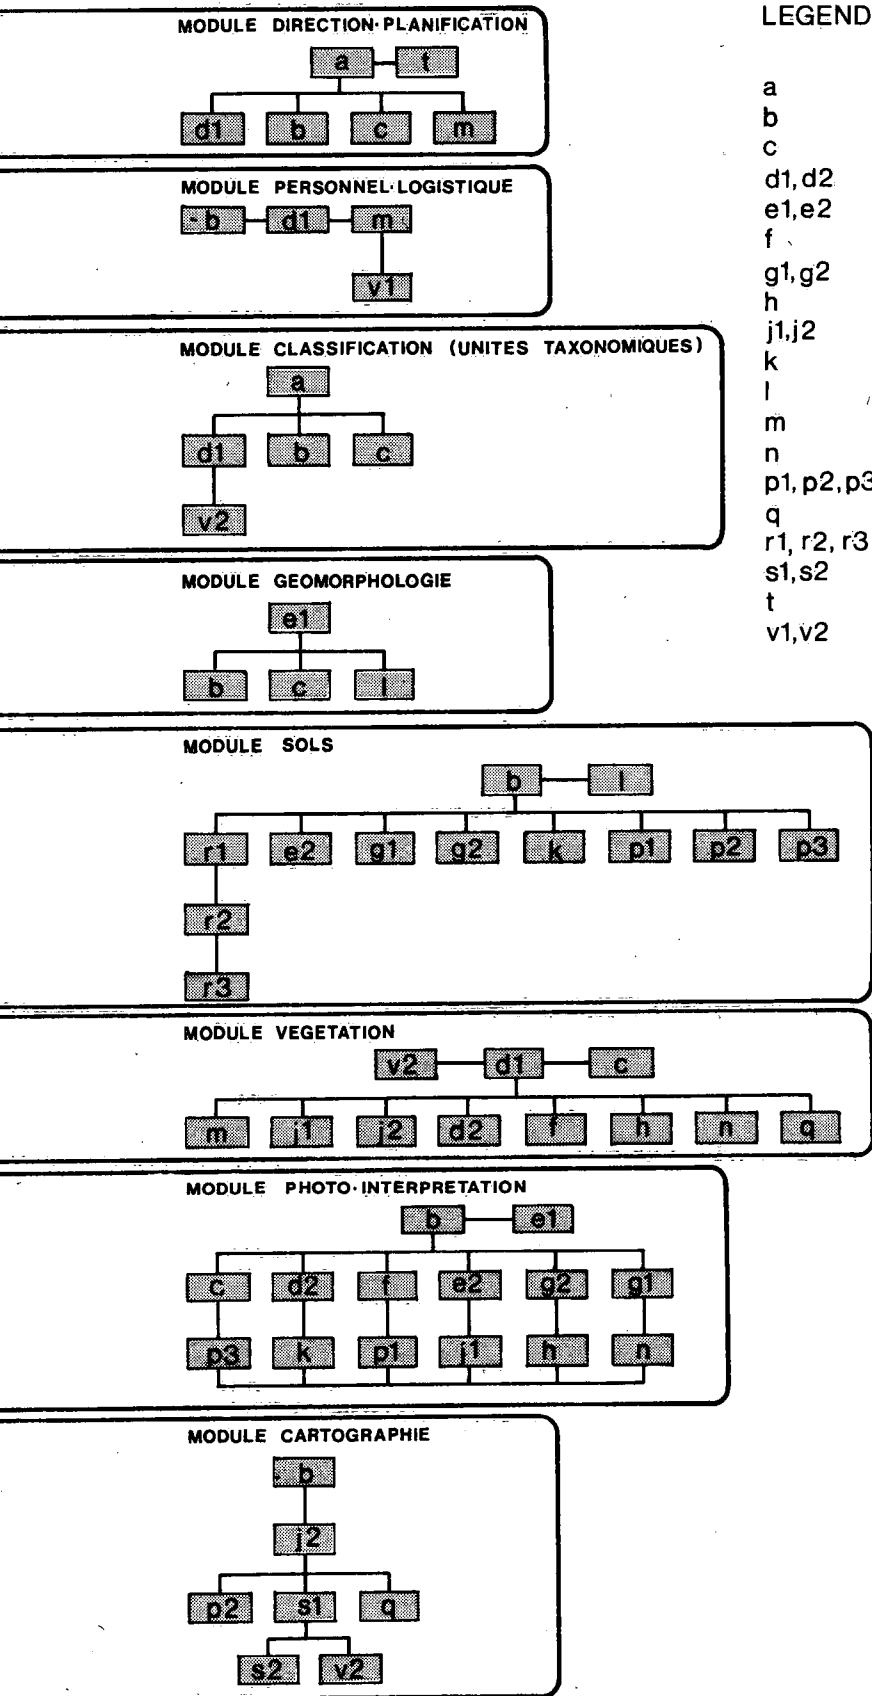 MODULE DIRECTION·PLANIFICATION
a t
d1 b c m
MODULE PERSONNEL·LOGISTIQUE
b d1 m
v1
MODULE CLASSIFICATION (UNITES TAXONOMIQUES)
a
d1 b c
v2
MODULE GEOMORPHOLOGIE
e1
b c l
MODULE SOLS
b l
r1 e2 g1 g2 k p1 p2 p3
r2
r3
MODULE VEGETATION
v2 d1 c
m j1 j2 d2 f h n q
MODULE PHOTO·INTERPRETATION
b e1
c d2 f e2 g2 g1
p3 k p1 j1 h n
MODULE CARTOGRAPHIE
b
j2
p2 s1 q
s2 v2
LEGEND
a
b
c
d1,d2
e1,e2
f
g1,g2
h
j1,j2
k
l
m
n
p1,p2,p3
q
r1,r2,r3
s1,s2
t
v1,v2